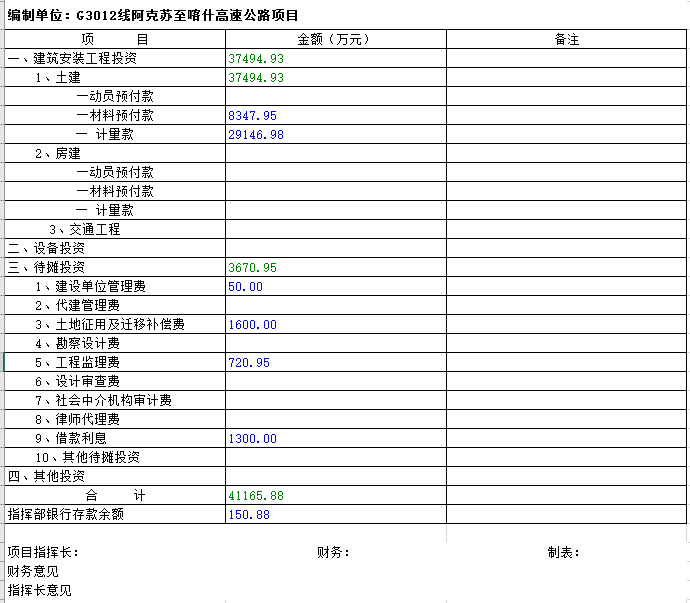 编制单位：G3012线阿克苏至喀什高速公路项目
项 目 金额（万元） 备注
一、建筑安装工程投资 37494.93
1、土建 37494.93
一动员预付款
一材料预付款 8347.95
一 计量款 29146.98
2、房建
一动员预付款
一材料预付款
一 计量款
3、交通工程
二、设备投资
三、待摊投资 3670.95
1、建设单位管理费 50.00
2、代建管理费
3、土地征用及迁移补偿费 1600.00
4、勘察设计费
5、工程监理费 720.95
6、设计审查费
7、社会中介机构审计费
8、律师代理费
9、借款利息 1300.00
10、其他待摊投资
四、其他投资
合 计 41165.88
指挥部银行存款余额 150.88
项目指挥长： 财务： 制表：
财务意见
指挥长意见